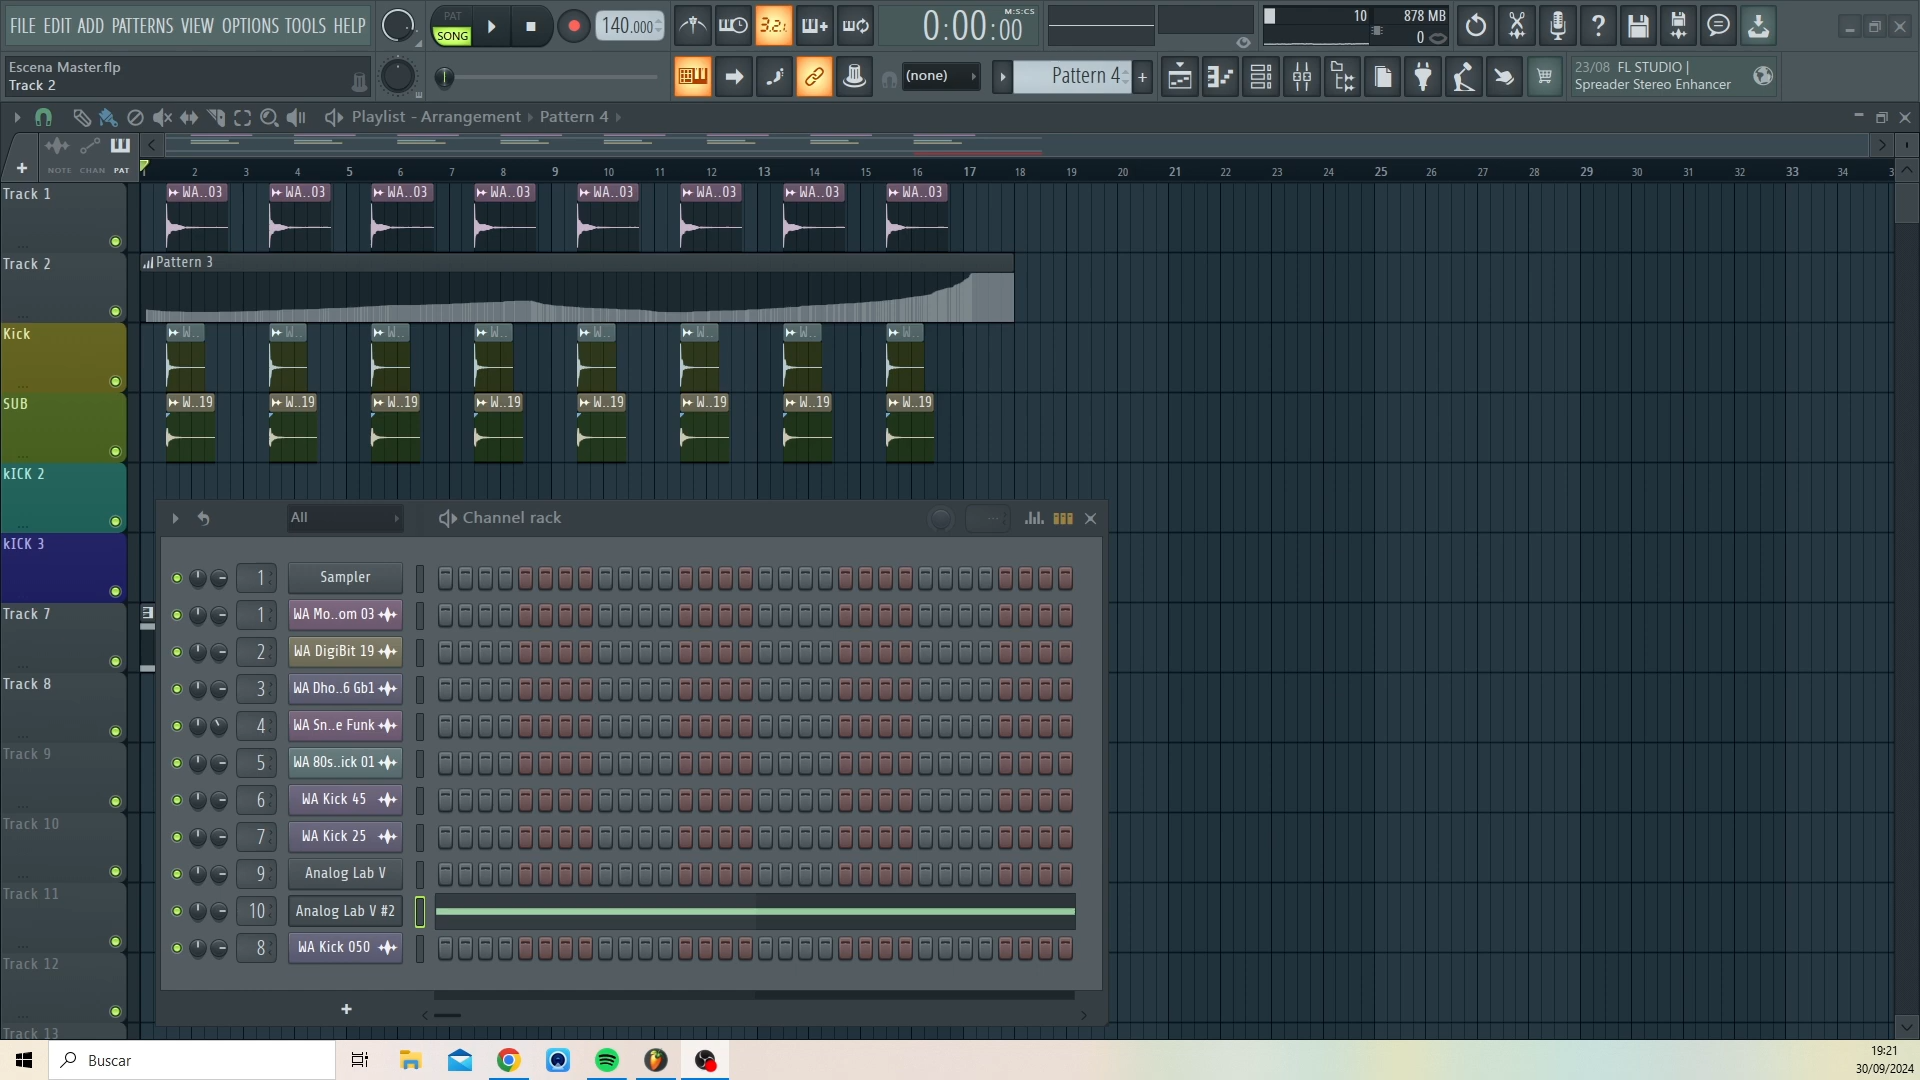 FILE EDIT ADD PATTERNS VIEW OPTIONS TOOLS HELP
PAT
SONG
140.000
3.2.
0:00:00
M:S:CS
10
878 MB
0
Escena Master.flp
Track 2
(none)
Pattern 4
+
23/08 FL STUDIO |
Spreader Stereo Enhancer
Playlist - Arrangement › Pattern 4 ›
NOTE CHAN PAT
2 3 4 5 6 7 8 9 10 11 12 13 14 15 16 17 18 19 20 21 22 23 24 25 26 27 28 29 30 31 32 33 34 3
Track 1
WA..03 WA..03 WA..03 WA..03 WA..03 WA..03 WA..03 WA..03
Track 2
Pattern 3
Kick
W.. W.. W.. W.. W.. W.. W.. W..
SUB
W..19 W..19 W..19 W..19 W..19 W..19 W..19 W..19
kICK 2
kICK 3
Track 7
Track 8
Track 9
Track 10
Track 11
Track 12
Track 13
All
Channel rack
1 Sampler
1 WA Mo..om 03
2 WA DigiBit 19
3 WA Dho..6 Gb1
4 WA Sn..e Funk
5 WA 80s..ick 01
6 WA Kick 45
7 WA Kick 25
9 Analog Lab V
10 Analog Lab V #2
8 WA Kick 050
+
Buscar
19:21
30/09/2024